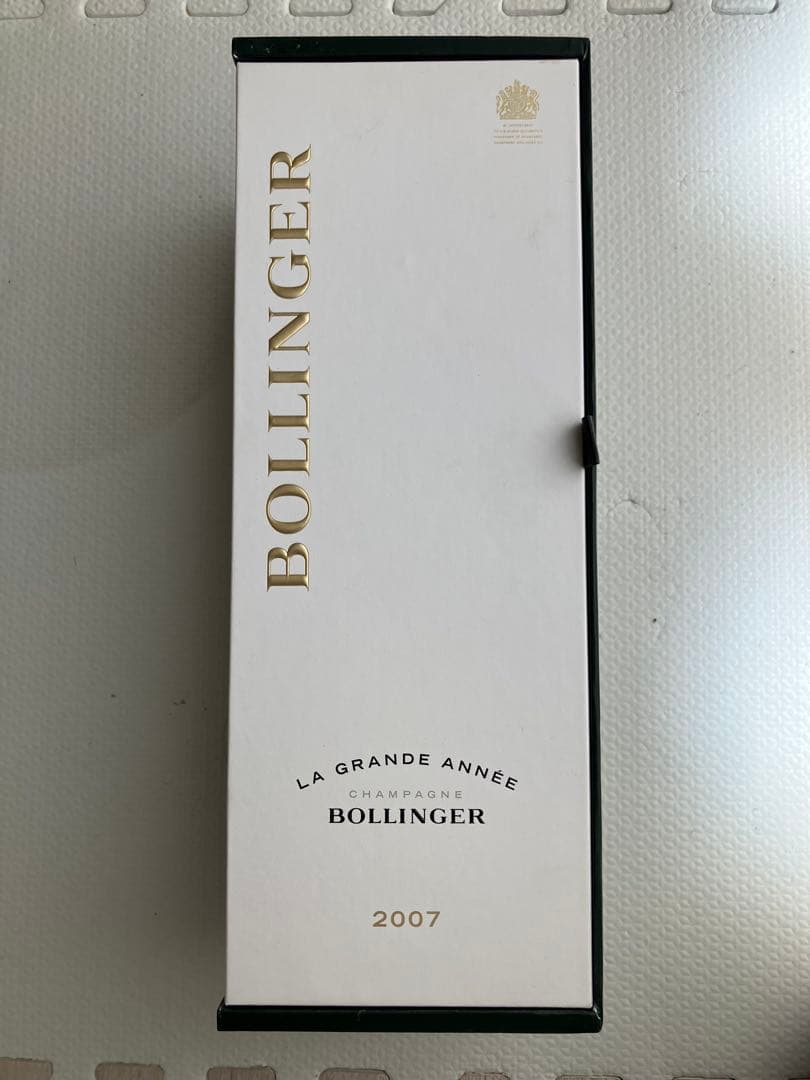 BOLLINGER
LA GRANDE ANNÉE
CHAMPAGNE
BOLLINGER
2007